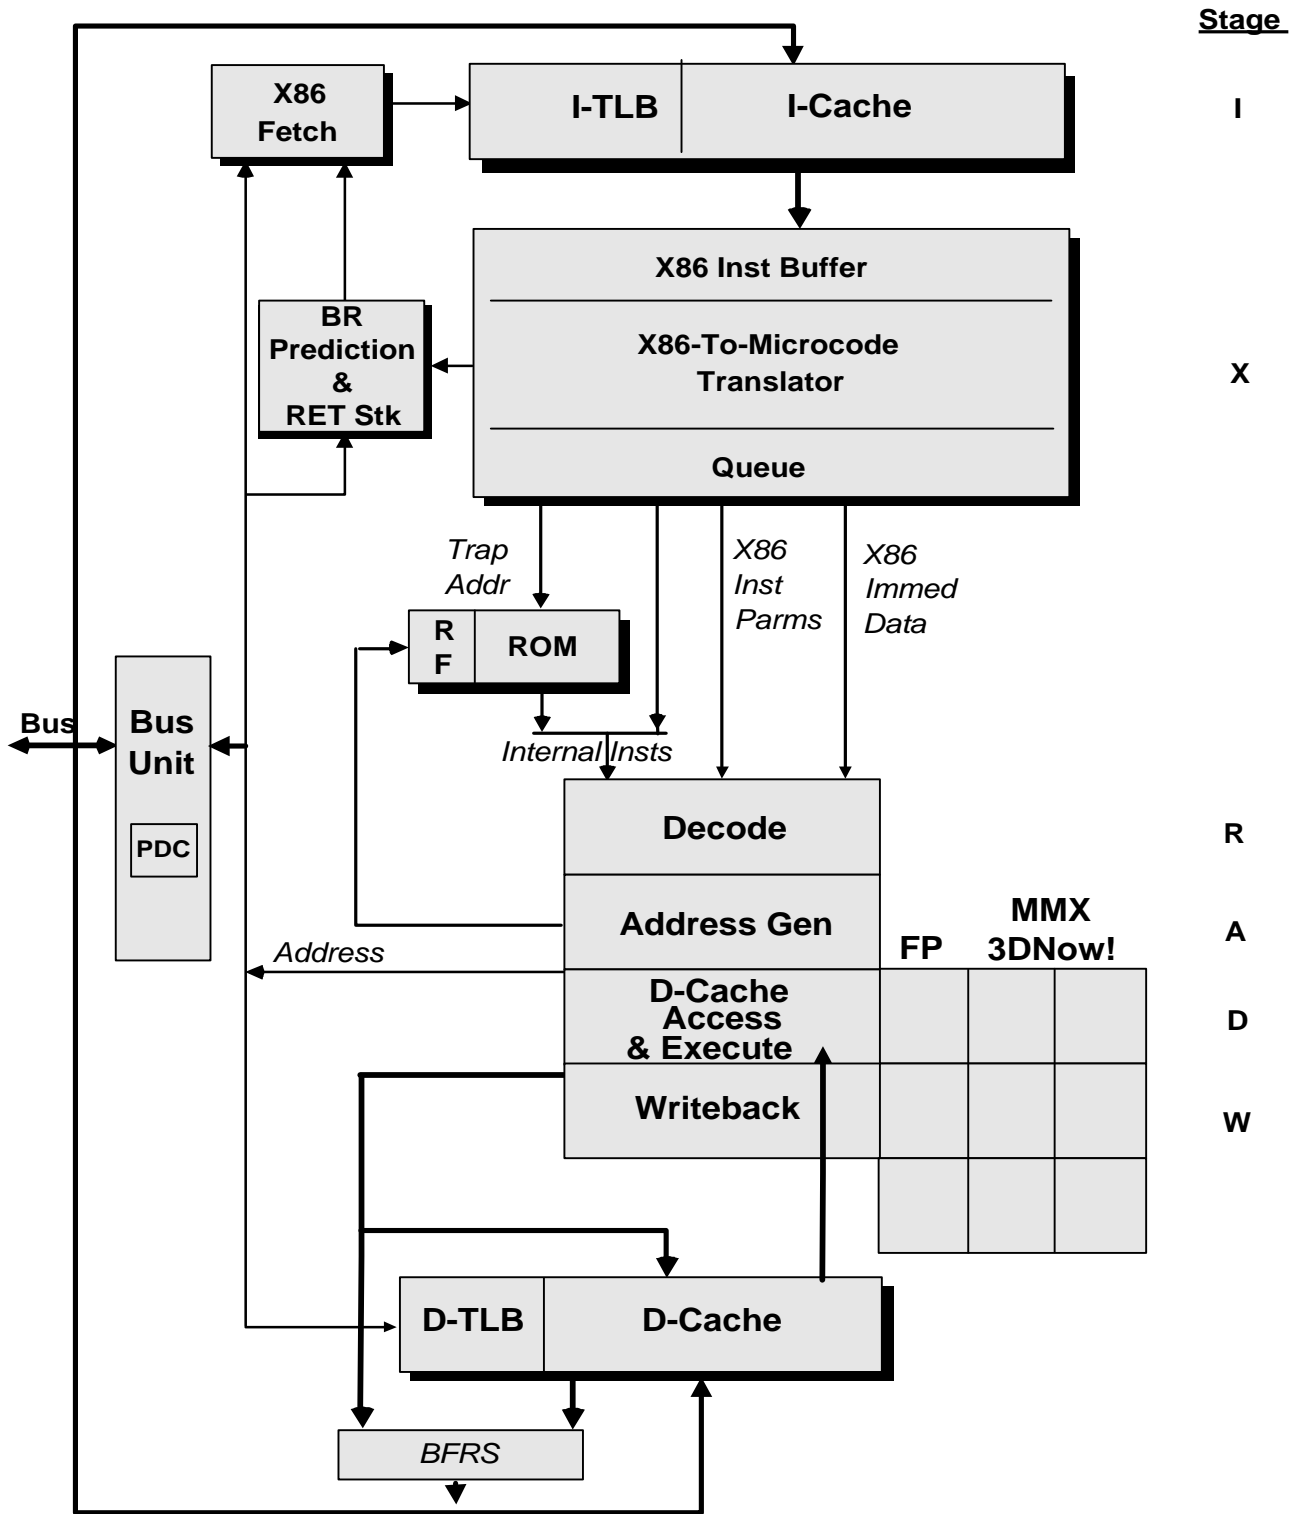 Stage
X86
Fetch
I-TLB
I-Cache
I
X86 Inst Buffer
BR
Prediction
&
RET Stk
X86-To-Microcode
Translator
X
Queue
Trap
Addr
X86
Inst
Parms
X86
Immed
Data
R
F
ROM
Bus
Bus
Unit
PDC
Internal Insts
Decode
R
Address Gen
A
Address
FP
MMX
3DNow!
D-Cache
Access
& Execute
D
Writeback
W
D-TLB
D-Cache
BFRS